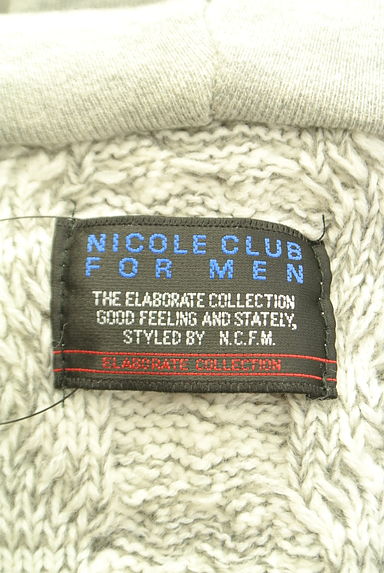 NICOLE CLUB
FOR MEN
THE ELABORATE COLLECTION
GOOD FEELING AND STATELY,
STYLED BY N.C.F.M.
ELABORATE COLLECTION